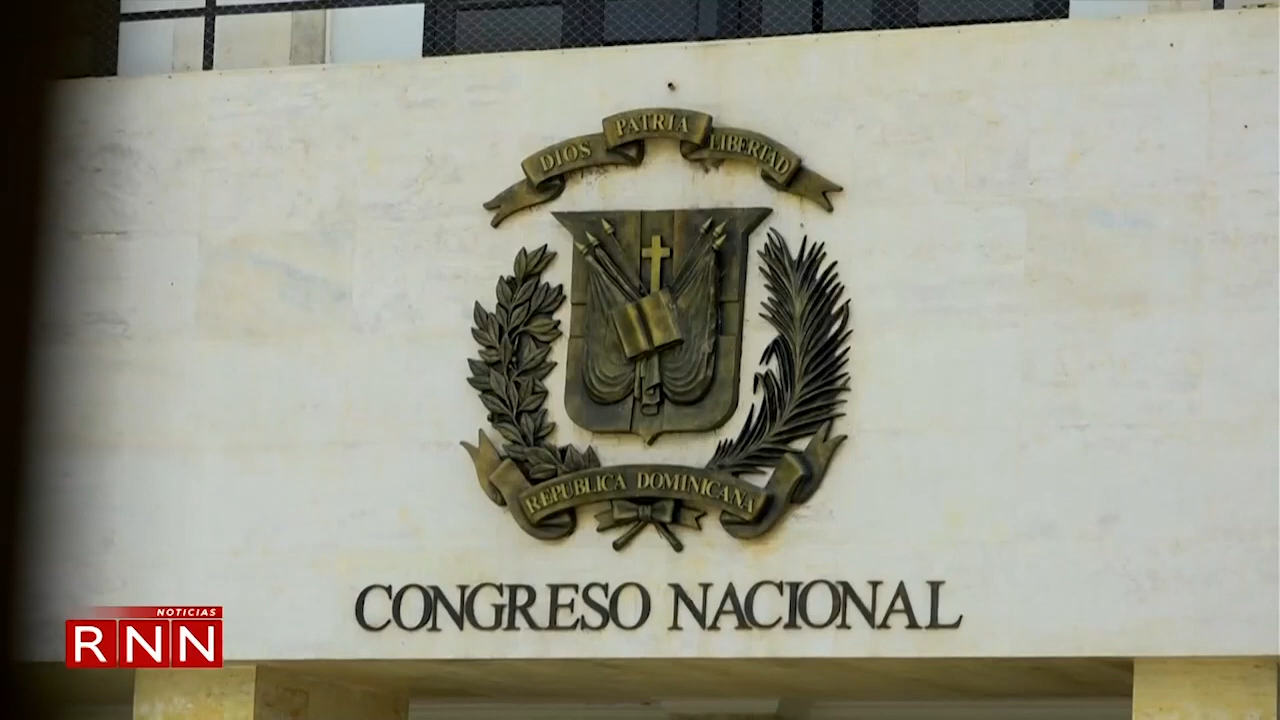 DIOS PATRIA LIBERTAD
REPUBLICA DOMINICANA
CONGRESO NACIONAL
NOTICIAS
RNN